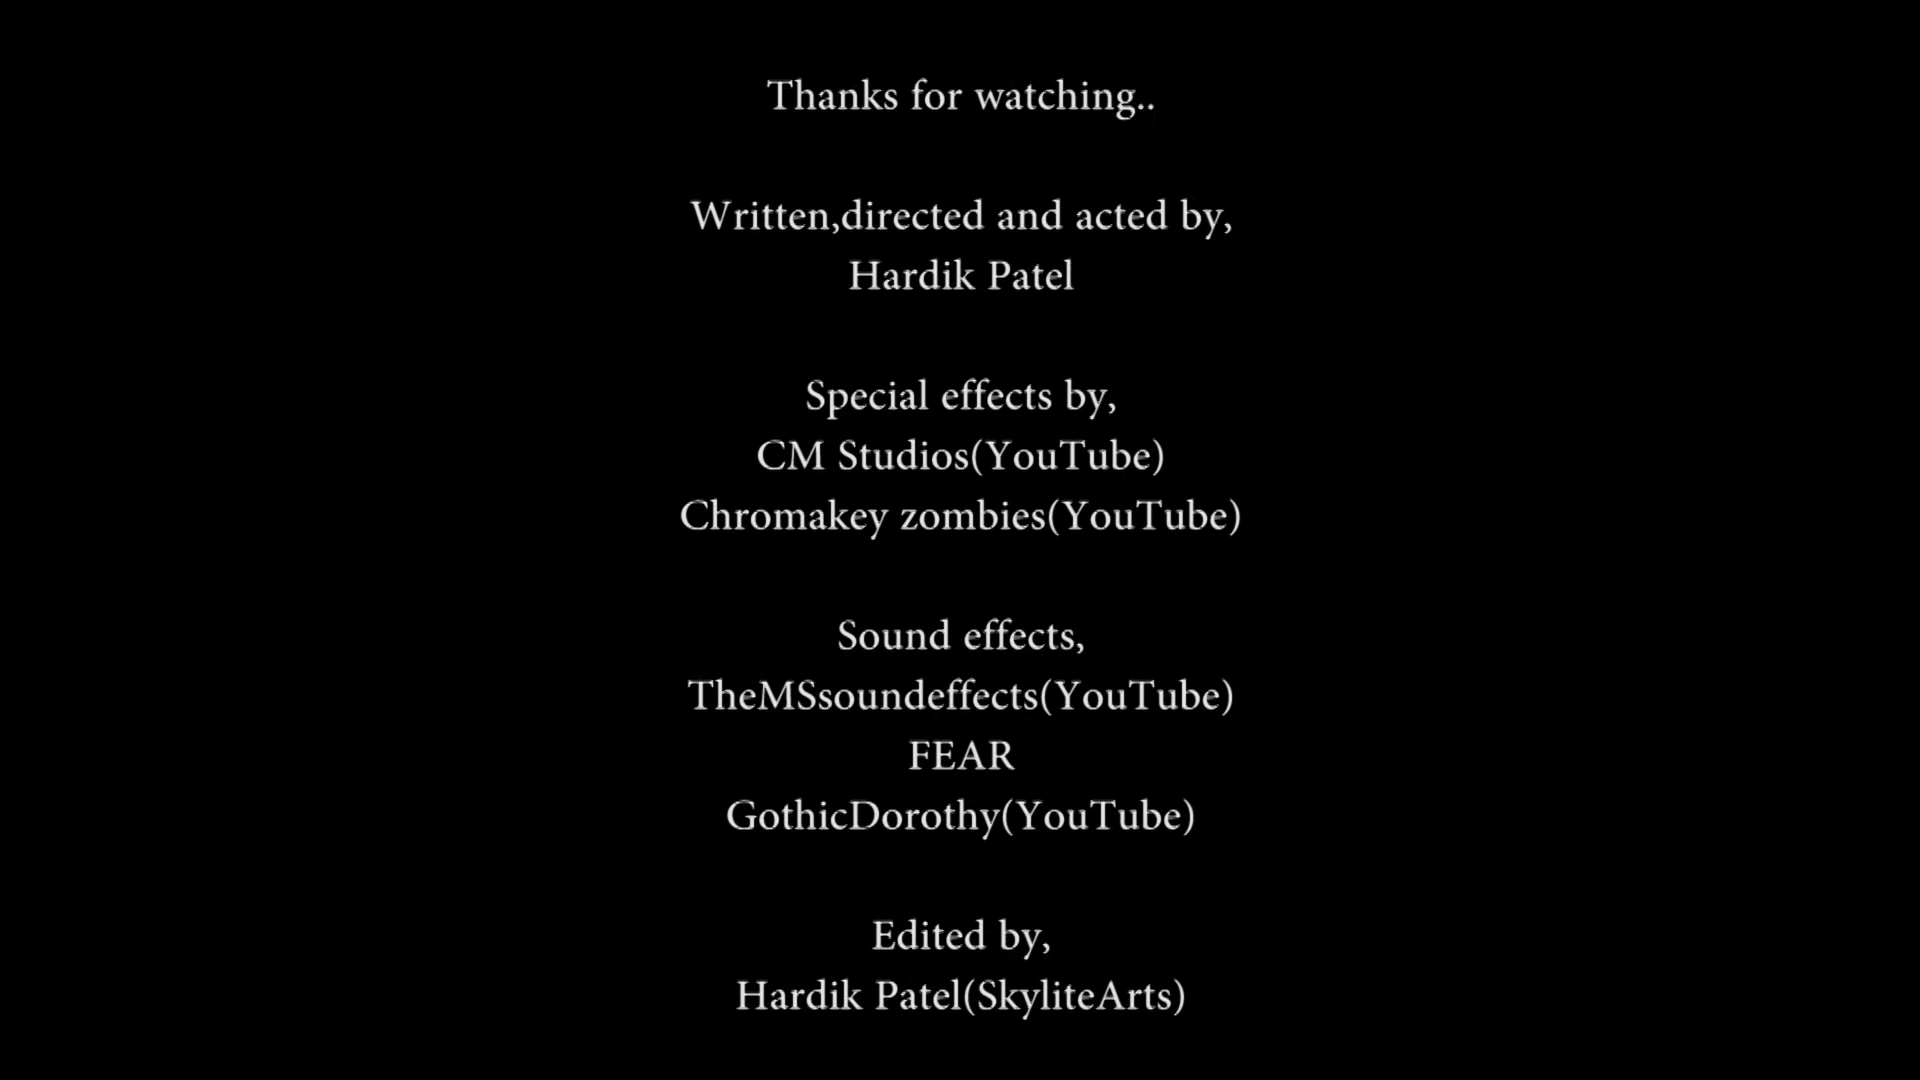 Thanks for watching..
Written,directed and acted by,
Hardik Patel
Special effects by,
CM Studios(YouTube)
Chromakey zombies(YouTube)
Sound effects,
TheMSsoundeffects(YouTube)
FEAR
GothicDorothy(YouTube)
Edited by,
Hardik Patel(SkyliteArts)